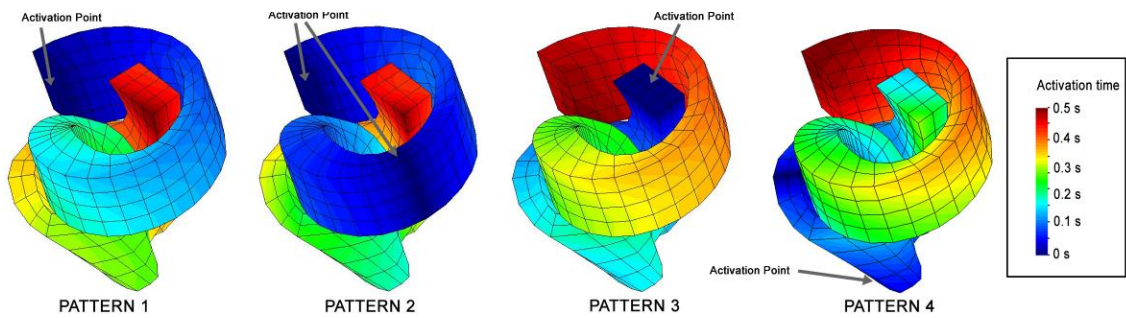 Activation Point
Activation Point
Activation Point
Activation time
0.5 s
0.4 s
0.3 s
0.2 s
0.1 s
0 s
Activation Point
PATTERN 1
PATTERN 2
PATTERN 3
PATTERN 4